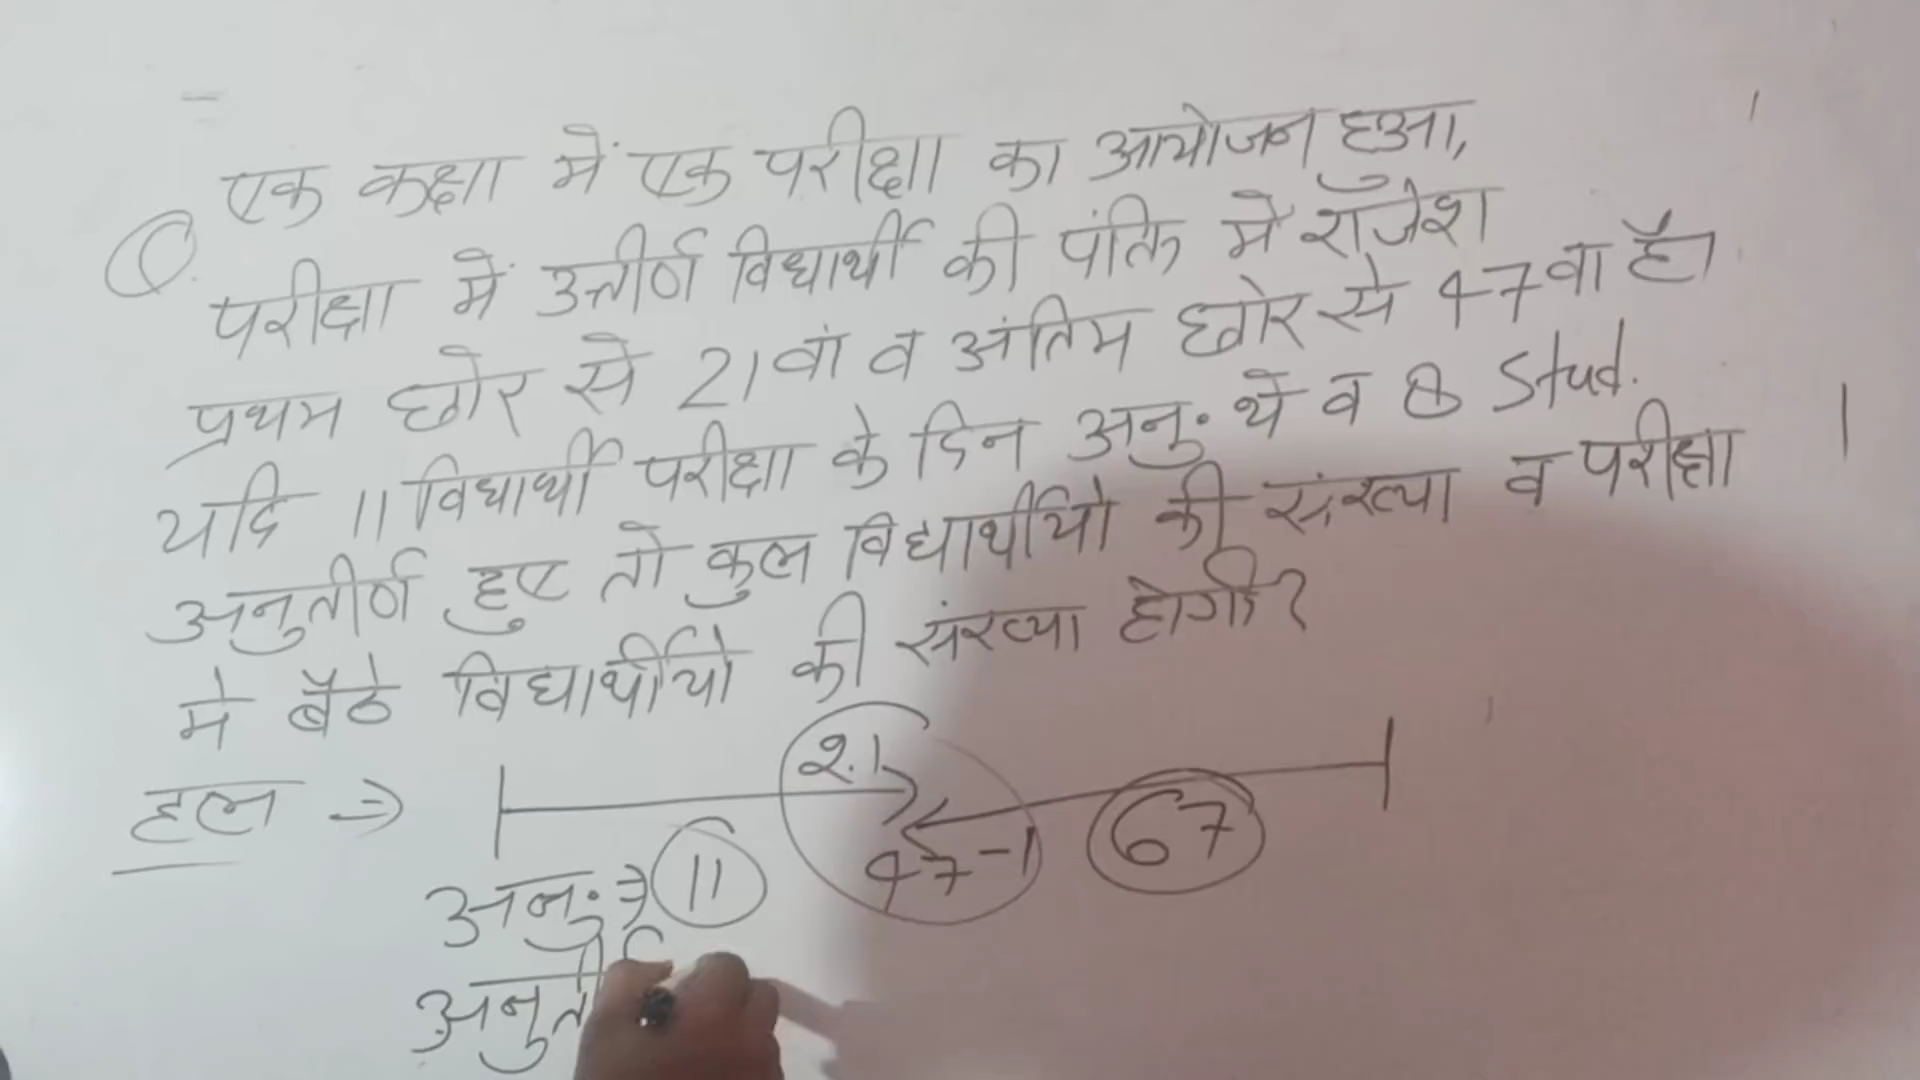 Q. एक कक्षा में एक परीक्षा का आयोजन हुआ,
परीक्षा में उत्तीर्ण विधार्थी की पंक्ति में राजेश
प्रथम छोर से 21वां व अंतिम छोर से 47वा है।
यदि 11 विधार्थी परीक्षा के दिन अनु॰ थे व 8 Stud.
अनुतीर्ण हुए तो कुल विधार्थीयो की संख्या व परीक्षा
मे बैठे विधार्थीयो की संख्या होगी?
हल ⇒ 21
47-1 67
अनु॰ ⇒ 11
अनुती